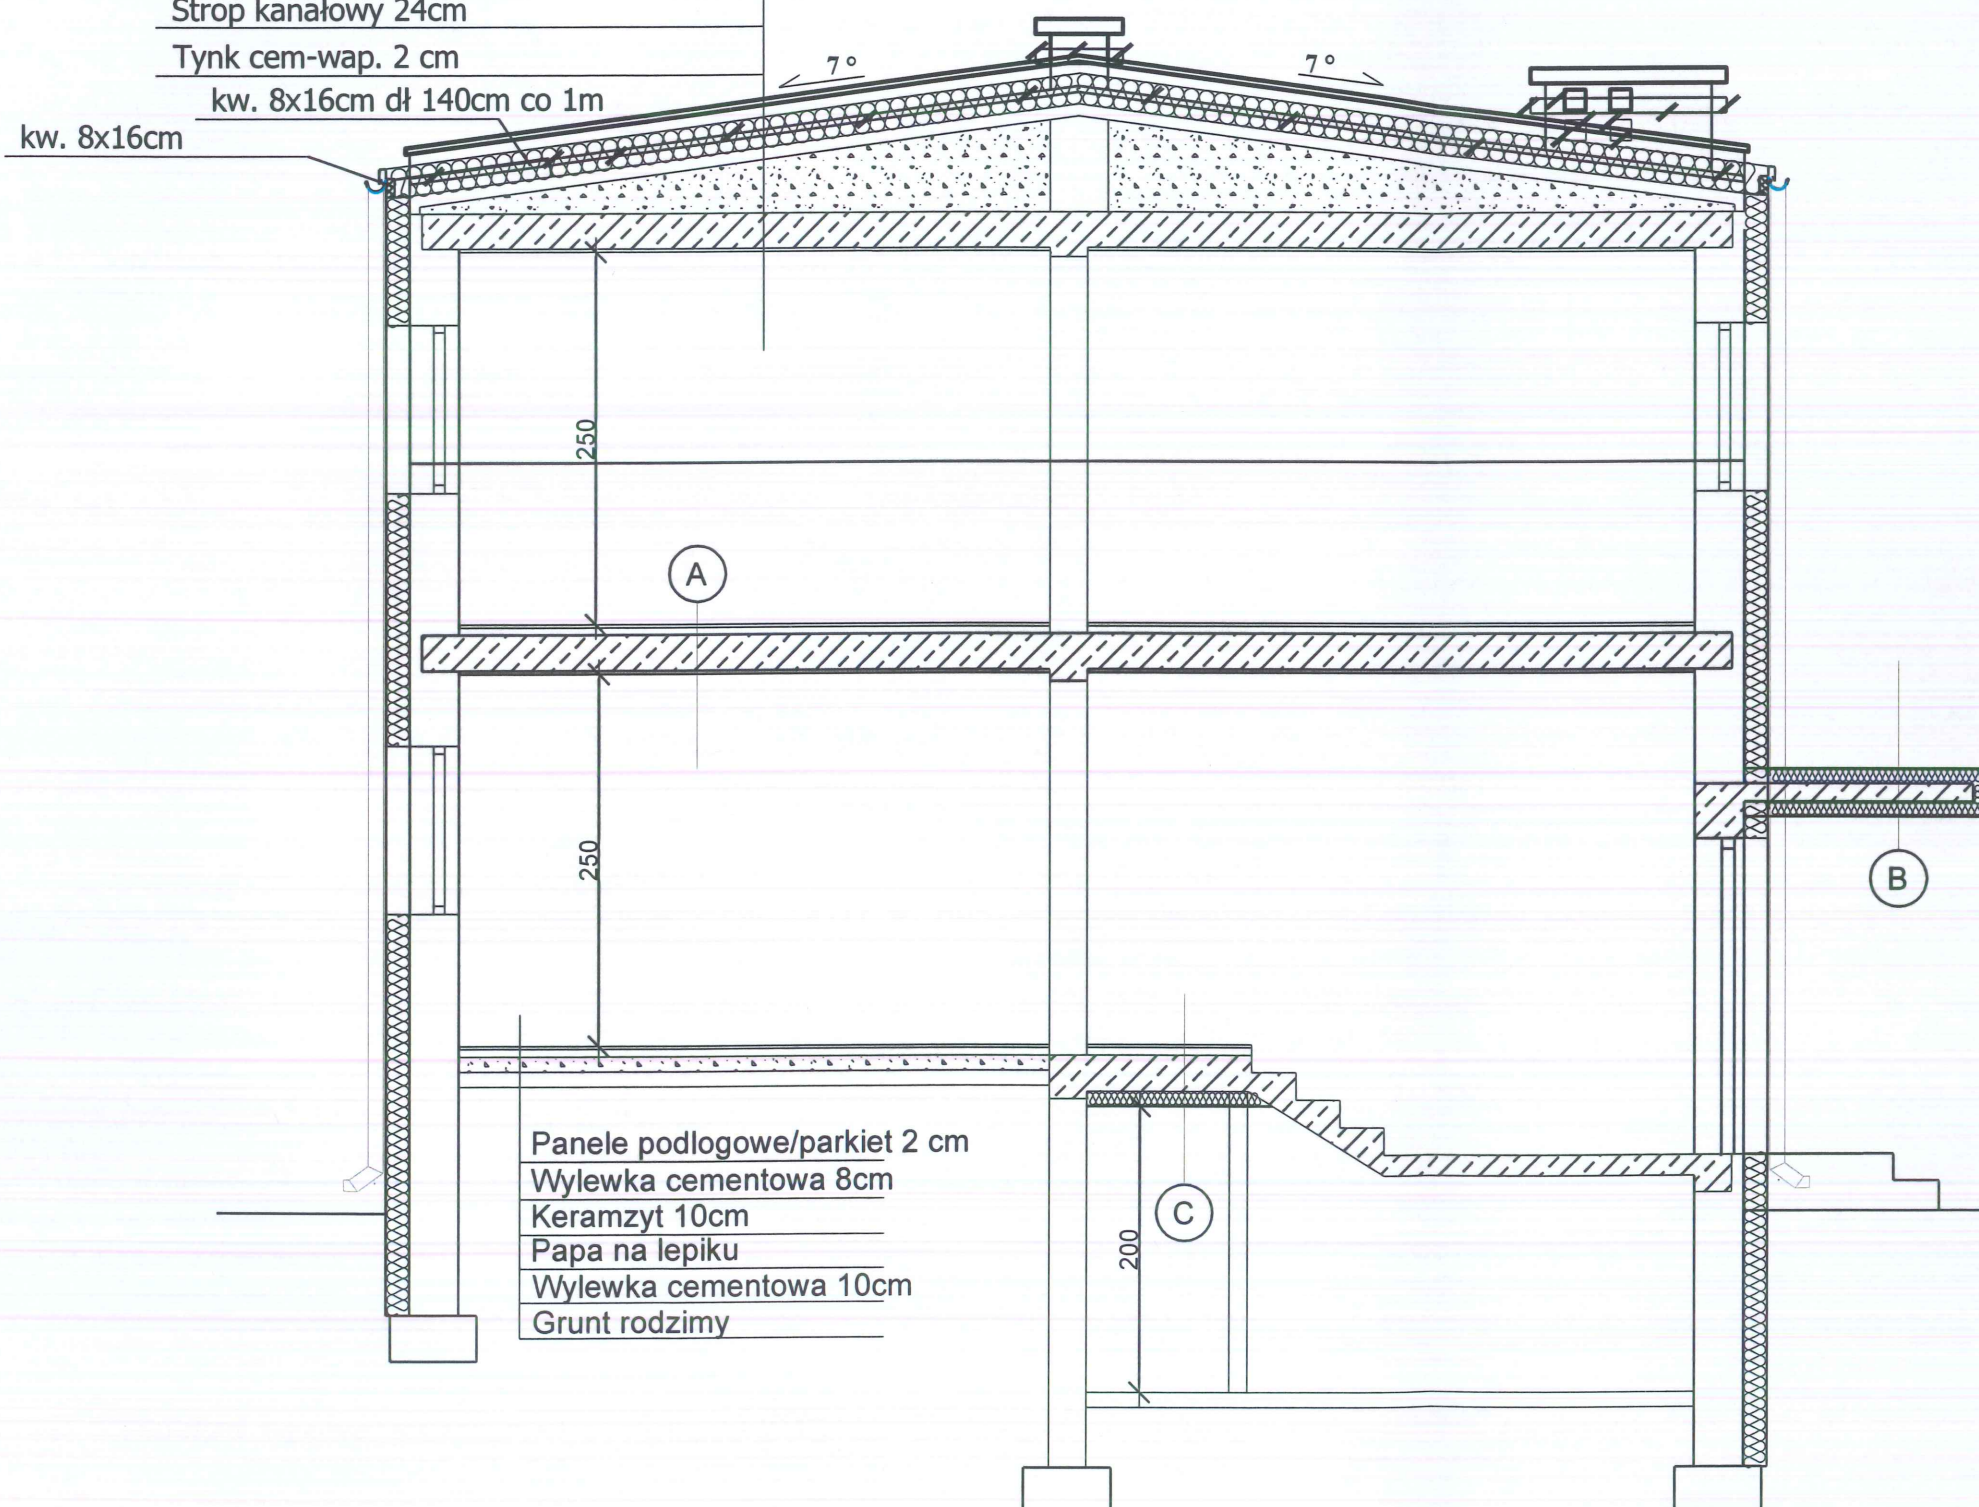 Strop kanałowy 24cm
Tynk cem-wap. 2 cm
kw. 8x16cm dł 140cm co 1m
kw. 8x16cm
7°
7°
250
A
250
B
Panele podlogowe/parkiet 2 cm
Wylewka cementowa 8cm
Keramzyt 10cm
Papa na lepiku
Wylewka cementowa 10cm
Grunt rodzimy
C
200